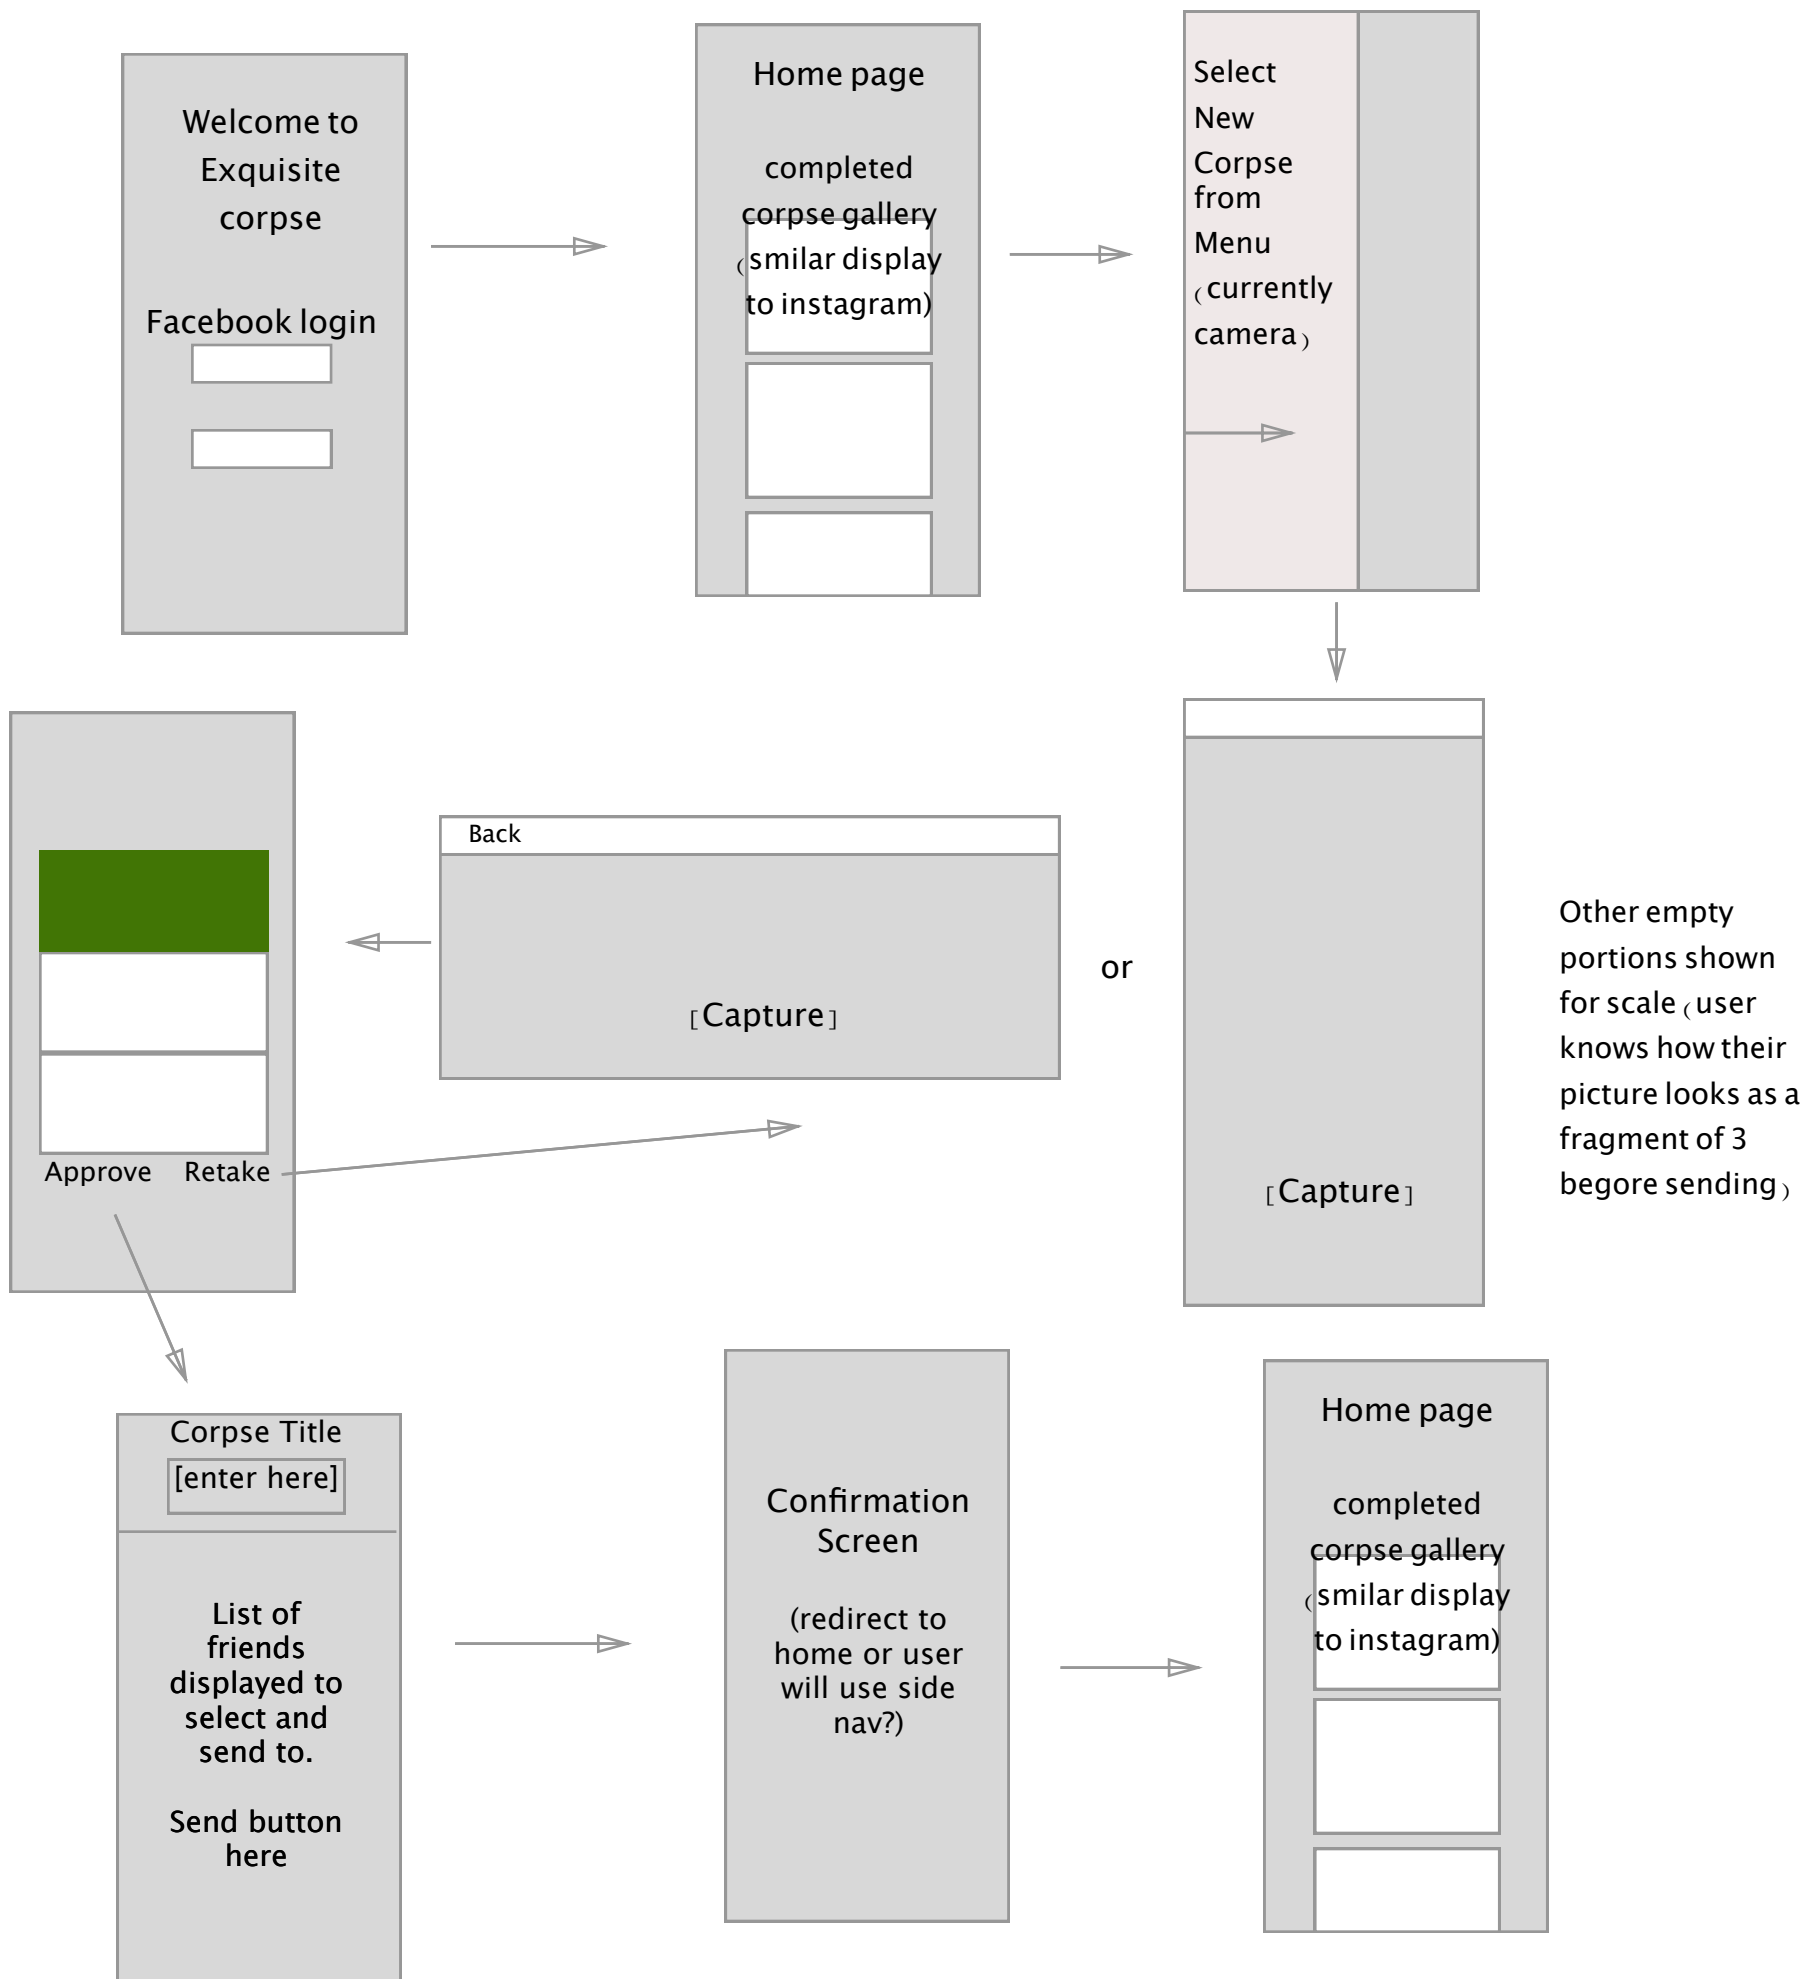 Welcome to
Exquisite
corpse
Facebook login
Home page
completed
corpse gallery
(smilar display
to instagram)
Select
New
Corpse
from
Menu
(currently
camera)
Approve Retake
Back
[Capture]
or
[Capture]
Other empty
portions shown
for scale (user
knows how their
picture looks as a
fragment of 3
begore sending)
Corpse Title
[enter here]
List of
friends
displayed to
select and
send to.
Send button
here
Confirmation
Screen
(redirect to
home or user
will use side
nav?)
Home page
completed
corpse gallery
(smilar display
to instagram)